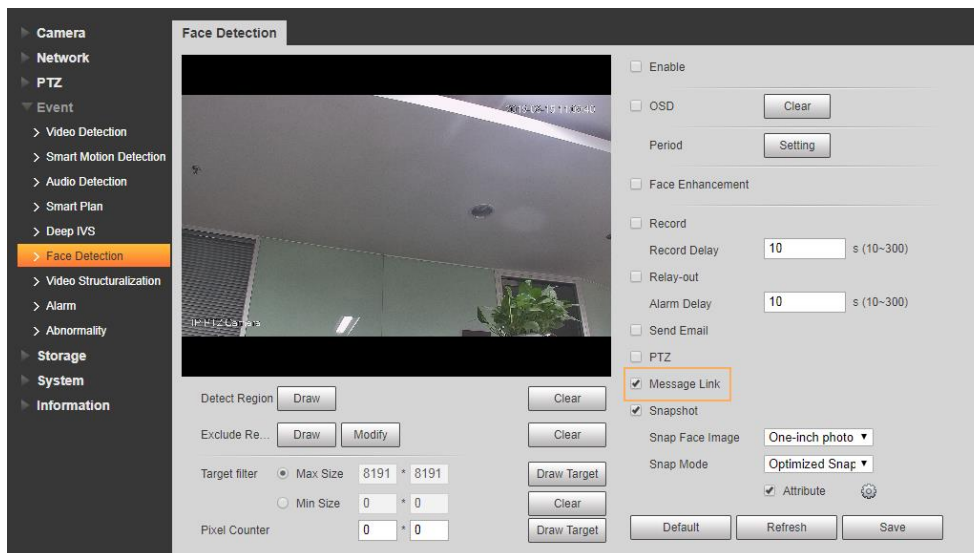 Camera
Network
PTZ
Event
Video Detection
Smart Motion Detection
Audio Detection
Smart Plan
Deep IVS
Face Detection
Video Structuralization
Alarm
Abnormality
Storage
System
Information
Face Detection
IP PTZ Camera
Detect Region Draw Clear
Exclude Re... Draw Modify Clear
Target filter Max Size 8191 * 8191 Draw Target
Min Size 0 * 0 Clear
Pixel Counter 0 * 0 Draw Target
Enable
OSD Clear
Period Setting
Face Enhancement
Record
Record Delay 10 s (10~300)
Relay-out
Alarm Delay 10 s (10~300)
Send Email
PTZ
Message Link
Snapshot
Snap Face Image One-inch photo
Snap Mode Optimized Snap
Attribute
Default Refresh Save